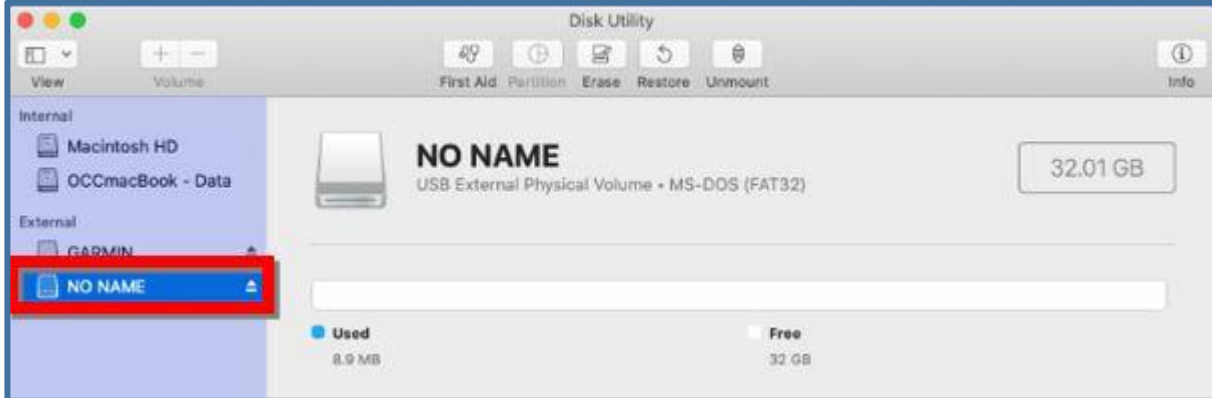 Disk Utility
View
Volume
First Aid
Partition
Erase
Restore
Unmount
Info
Internal
Macintosh HD
OCCmacBook - Data
External
GARMIN
NO NAME
NO NAME
USB External Physical Volume • MS-DOS (FAT32)
32.01 GB
Used
8.9 MB
Free
32 GB